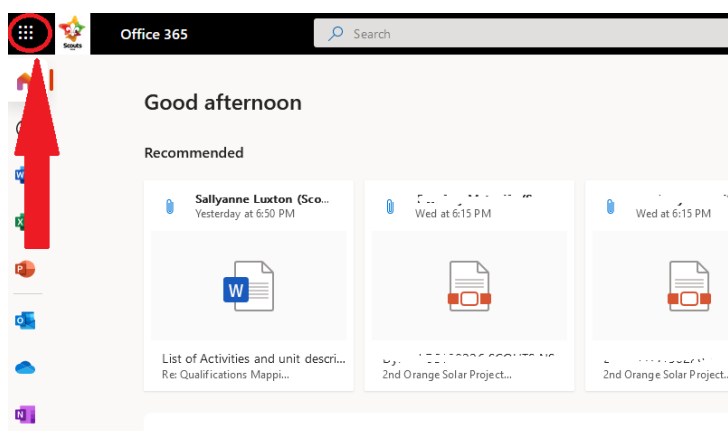 Scouts
Office 365
Search
Good afternoon
Recommended
Sallyanne Luxton (Sco...
Yesterday at 6:50 PM
W
List of Activities and unit descri...
Re: Qualifications Mappi...
Wed at 6:15 PM
2nd Orange Solar Project...
Wed at 6:15 PM
2nd Orange Solar Project...